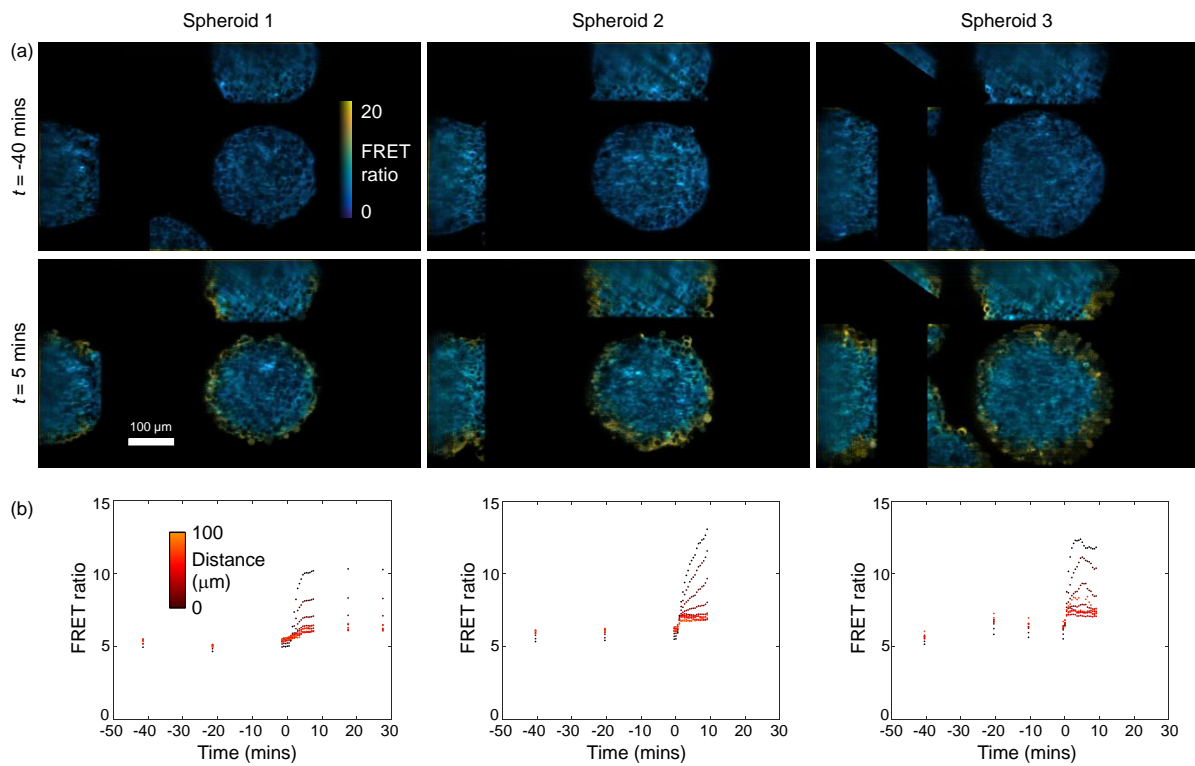 Spheroid 1
Spheroid 2
Spheroid 3
(a)
t = -40 mins
20
FRET
ratio
0
t = 5 mins
100 µm
(b)
15
10
5
0
FRET ratio
100
Distance
(µm)
0
-50 -40 -30 -20 -10 0 10 20 30
Time (mins)
15
10
5
0
FRET ratio
-50 -40 -30 -20 -10 0 10 20 30
Time (mins)
15
10
5
0
FRET ratio
-50 -40 -30 -20 -10 0 10 20 30
Time (mins)